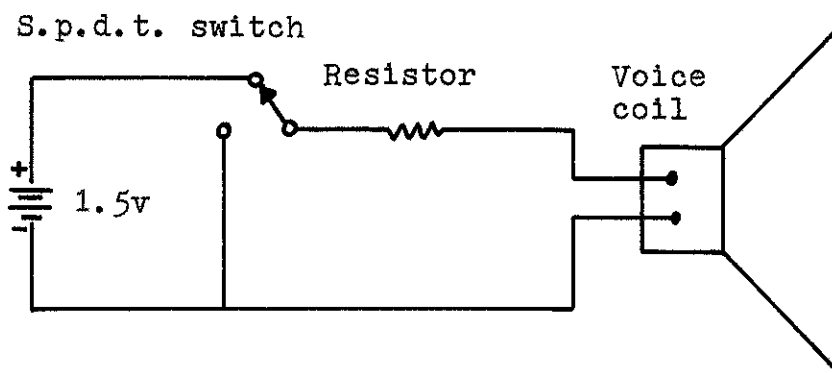 S.p.d.t. switch
Resistor
Voice
coil
+
1.5v
-